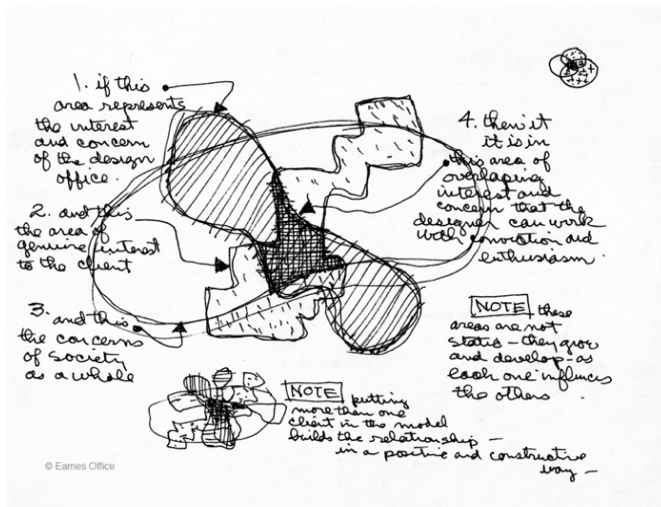 1. if this
area represents
the interest
and concern
of the design
office.
2. and this
the area of
genuine interest
to the client
3. and this
the concerns
of society
as a whole
4. then it
it is in
this area of
overlaping
interest and
concern that the
designer can work
with conviction and
enthusiasm.
NOTE these
areas are not
static - they grow
and develop - as
each one influences
the others.
NOTE putting
more than one
client in the model
builds the relationship -
in a positive and constructive
way -
© Eames Office